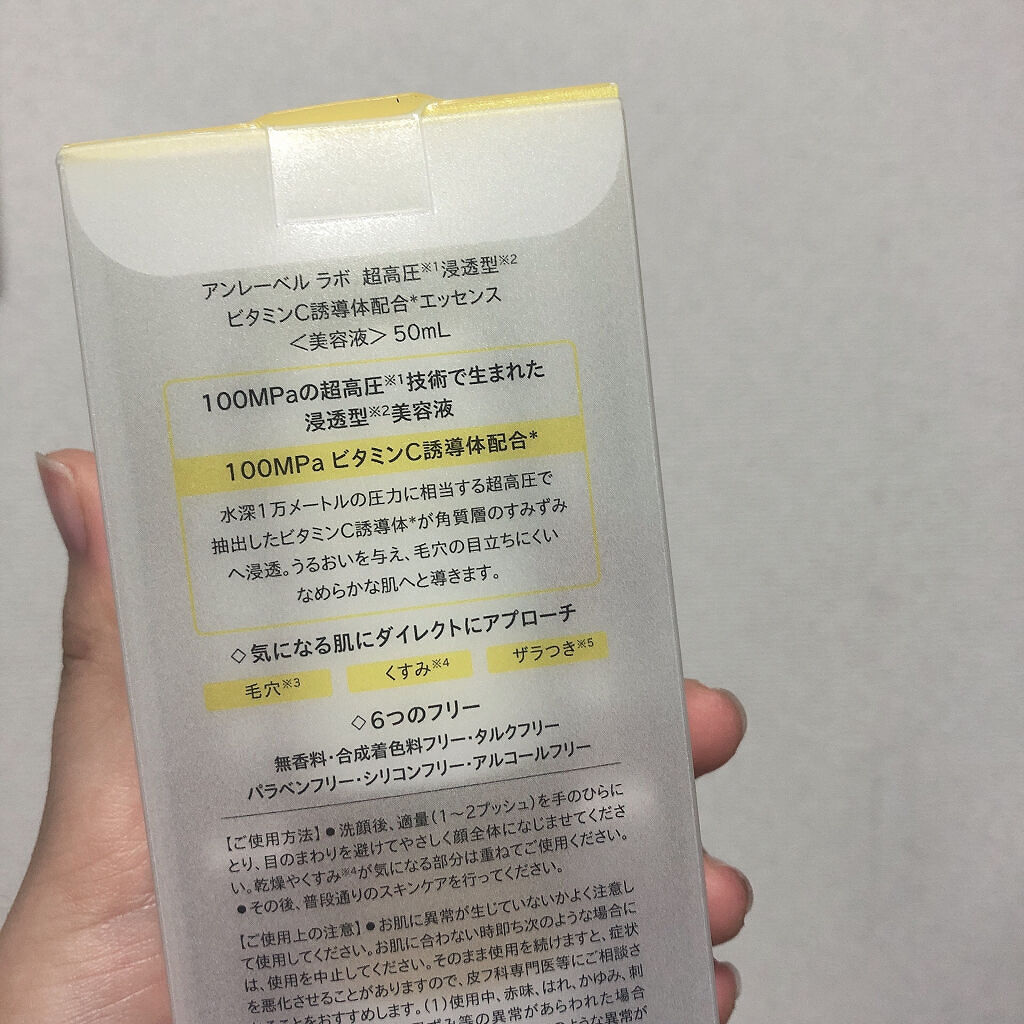 アンレーベル ラボ 超高圧※1浸透型※2
ビタミンC誘導体配合*エッセンス
＜美容液＞ 50mL
100MPaの超高圧※1技術で生まれた
浸透型※2美容液
100MPa ビタミンC誘導体配合*
水深1万メートルの圧力に相当する超高圧で
抽出したビタミンC誘導体*が角質層のすみずみ
へ浸透。うるおいを与え、毛穴の目立ちにくい
なめらかな肌へと導きます。
◇気になる肌にダイレクトにアプローチ
毛穴※3 くすみ※4 ザラつき※5
◇6つのフリー
無香料・合成着色料フリー・タルクフリー
パラベンフリー・シリコンフリー・アルコールフリー
【ご使用方法】●洗顔後、適量（1～2プッシュ）を手のひらに
とり、目のまわりを避けてやさしく顔全体になじませてくださ
い。乾燥やくすみ※4が気になる部分は重ねてご使用ください。
●その後、普段通りのスキンケアを行ってください。
【ご使用上の注意】●お肌に異常が生じていないかよく注意し
て使用してください。お肌に合わない時即ち次のような場合に
は、使用を中止してください。そのまま使用を続けますと、症状
を悪化させることがありますので、皮フ科専門医等にご相談さ
れることをおすすめします。（1）使用中、赤味、はれ、かゆみ、刺
等の異常があらわれた場合
のような異常が